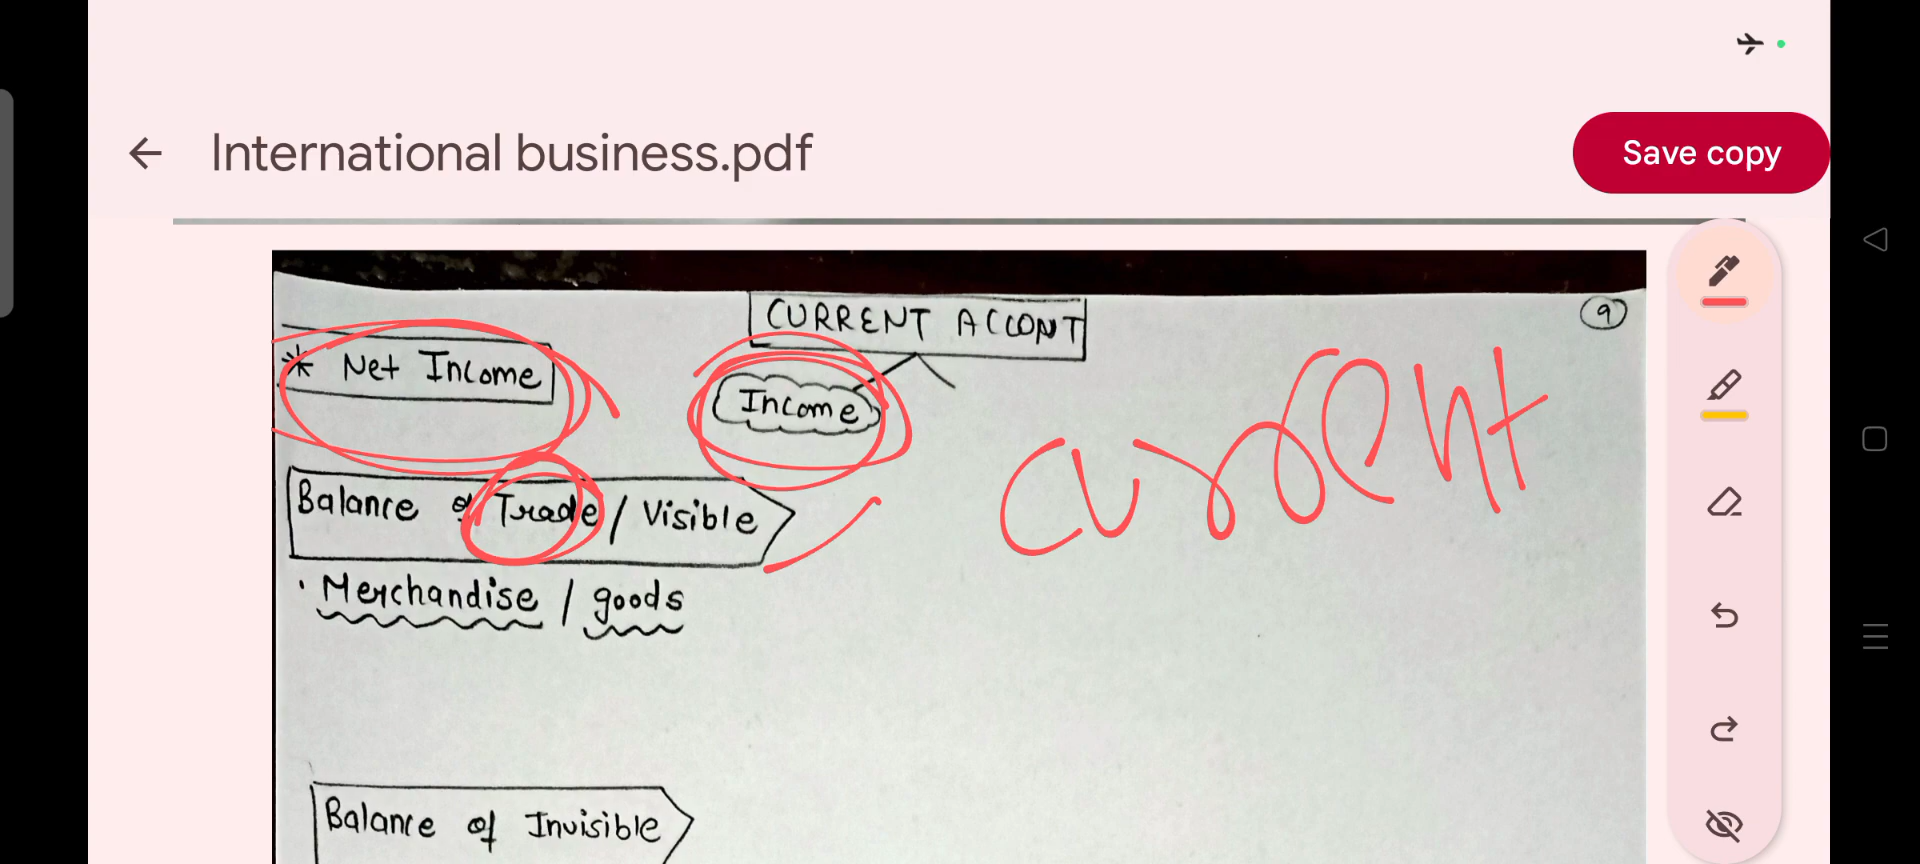 International business.pdf
Save copy
CURRENT ACCONT
9
* Net Income
Income
current
Balance of Trade / Visible
· Merchandise / goods
Balance of Invisible